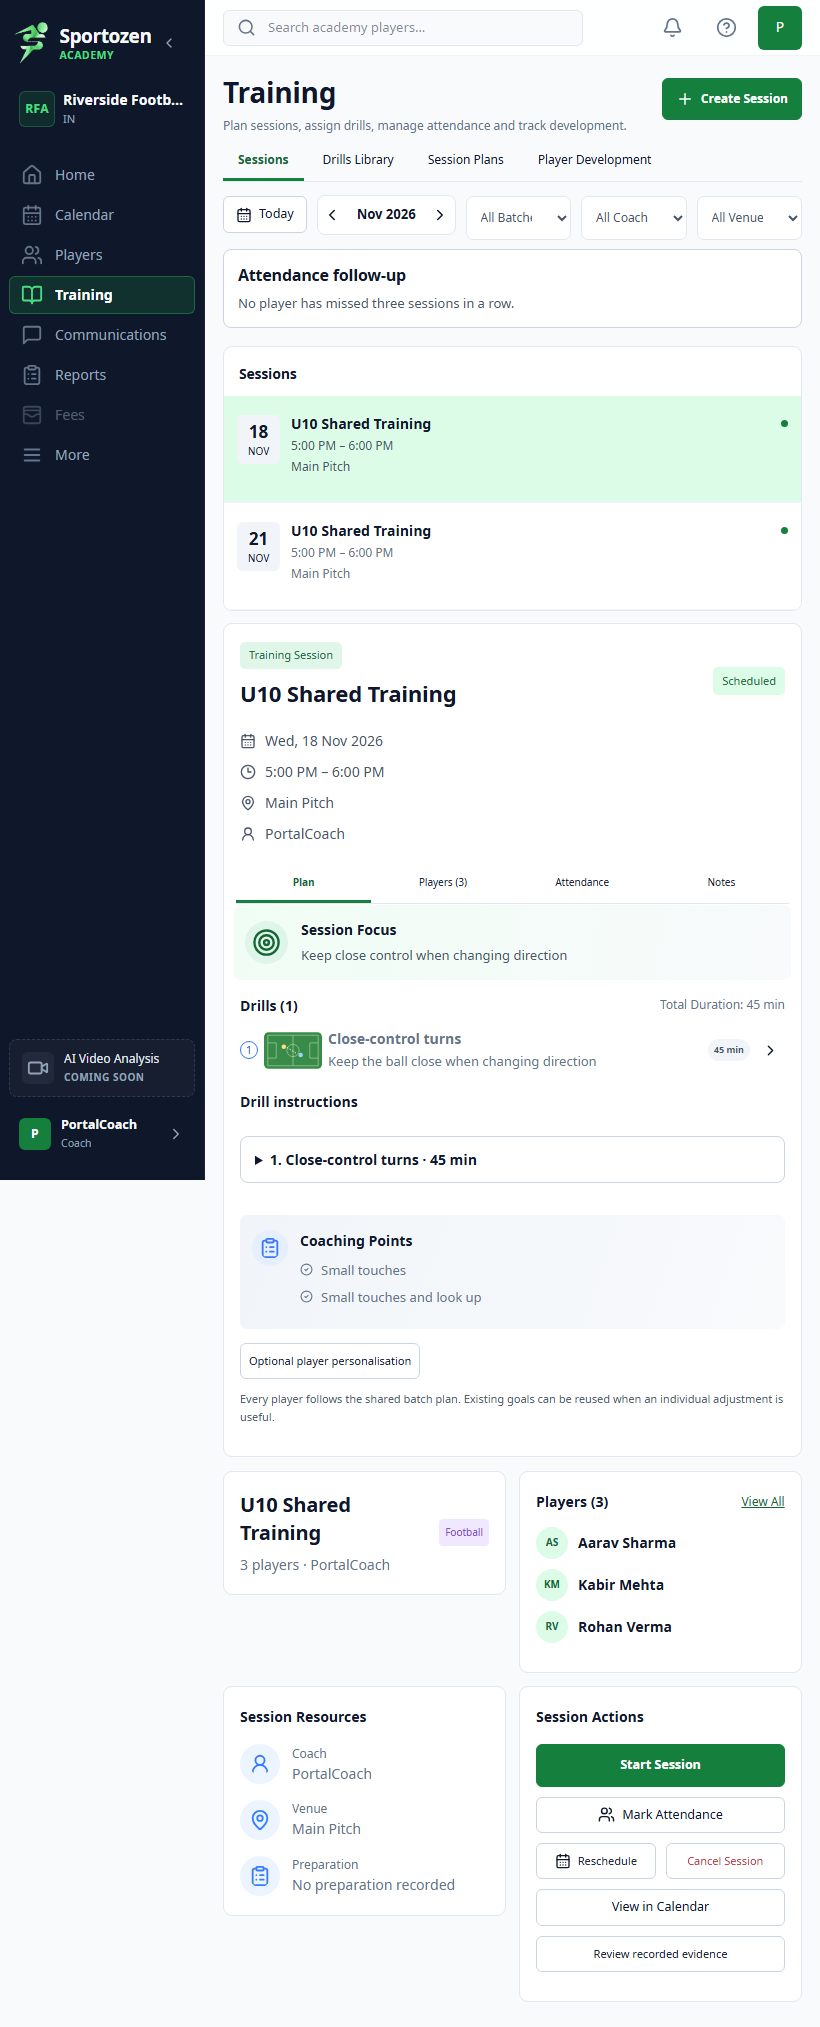 Sportozen
ACADEMY
RFA
Riverside Footb...
IN
Home
Calendar
Players
Training
Communications
Reports
Fees
More
AI Video Analysis
COMING SOON
P
PortalCoach
Coach
Search academy players...
P
Training
Plan sessions, assign drills, manage attendance and track development.
Create Session
Sessions
Drills Library
Session Plans
Player Development
Today
Nov 2026
All Batche
All Coach
All Venue
Attendance follow-up
No player has missed three sessions in a row.
Sessions
18
NOV
U10 Shared Training
5:00 PM – 6:00 PM
Main Pitch
21
NOV
U10 Shared Training
5:00 PM – 6:00 PM
Main Pitch
Training Session
U10 Shared Training
Scheduled
Wed, 18 Nov 2026
5:00 PM – 6:00 PM
Main Pitch
PortalCoach
Plan
Players (3)
Attendance
Notes
Session Focus
Keep close control when changing direction
Drills (1)
Total Duration: 45 min
1
Close-control turns
Keep the ball close when changing direction
45 min
Drill instructions
1. Close-control turns · 45 min
Coaching Points
Small touches
Small touches and look up
Optional player personalisation
Every player follows the shared batch plan. Existing goals can be reused when an individual adjustment is
useful.
U10 Shared
Training
Football
3 players · PortalCoach
Players (3)
View All
AS
Aarav Sharma
KM
Kabir Mehta
RV
Rohan Verma
Session Resources
Coach
PortalCoach
Venue
Main Pitch
Preparation
No preparation recorded
Session Actions
Start Session
Mark Attendance
Reschedule
Cancel Session
View in Calendar
Review recorded evidence